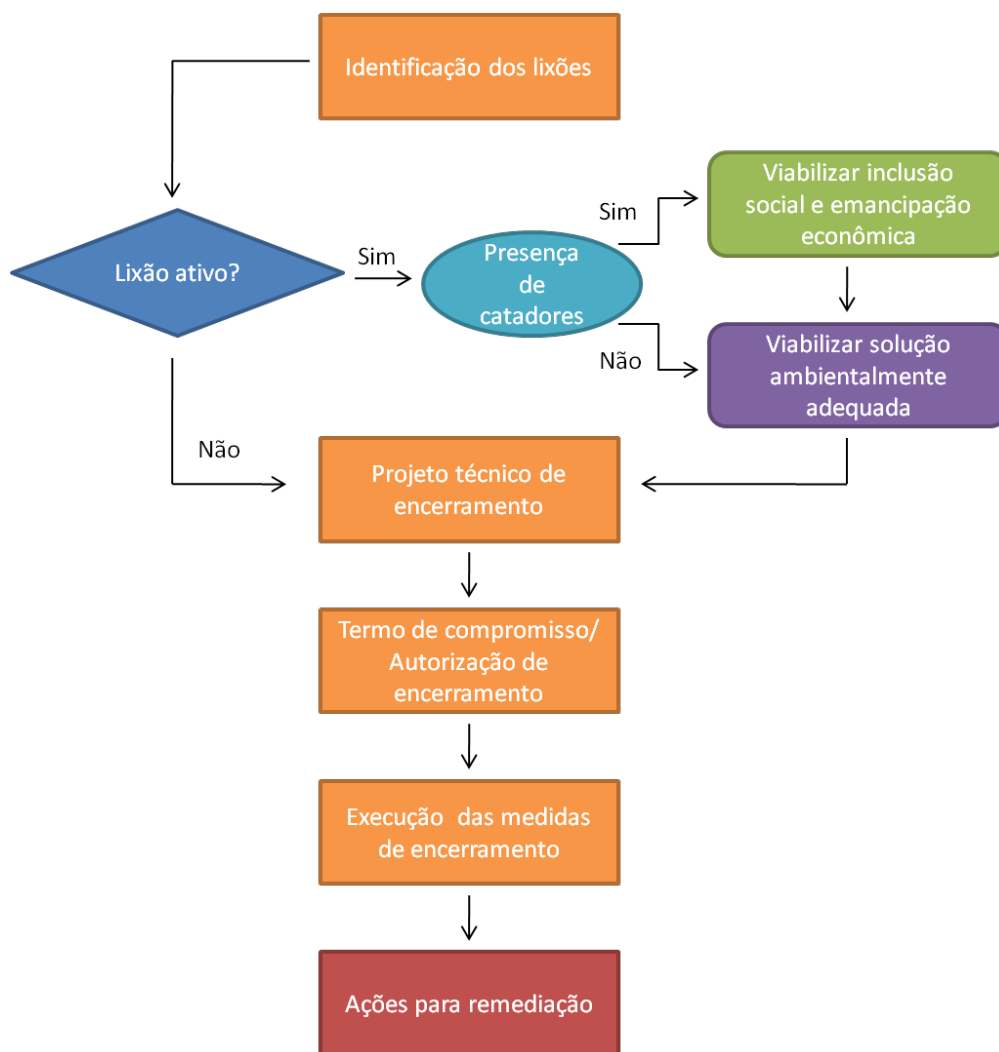 Identificação dos lixões
Viabilizar inclusão
social e emancipação
econômica
Sim
Presença
de
catadores
Sim
Lixão ativo?
Não
Viabilizar solução
ambientalmente
adequada
Não
Projeto técnico de
encerramento
Termo de compromisso/
Autorização de
encerramento
Execução  das medidas
de encerramento
Ações para remediação